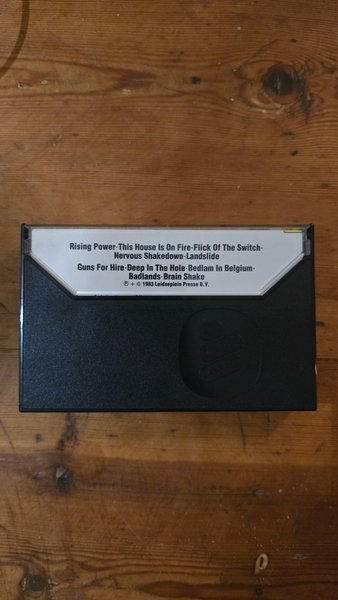 Rising Power·This House Is On Fire·Flick Of The Switch·
Nervous Shakedown·Landslide
Guns For Hire·Deep In The Hole·Bedlam In Belgium·
Badlands·Brain Shake
℗ + © 1983 Leidseplein Presse B.V.